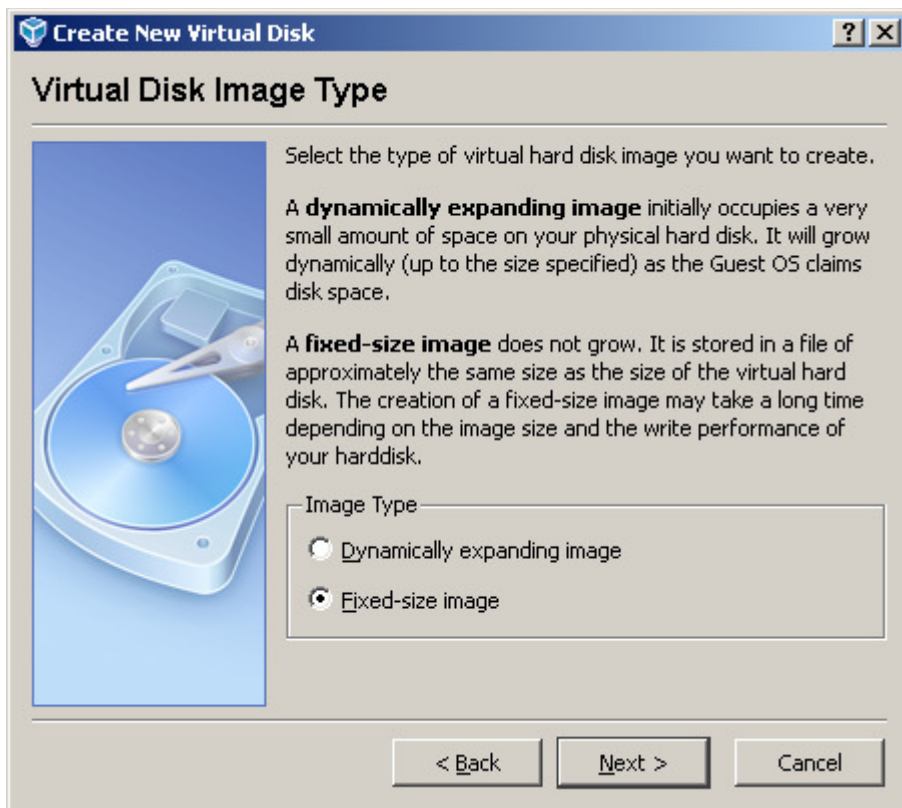 Create New Virtual Disk
Virtual Disk Image Type
Select the type of virtual hard disk image you want to create.
A dynamically expanding image initially occupies a very
small amount of space on your physical hard disk. It will grow
dynamically (up to the size specified) as the Guest OS claims
disk space.
A fixed-size image does not grow. It is stored in a file of
approximately the same size as the size of the virtual hard
disk. The creation of a fixed-size image may take a long time
depending on the image size and the write performance of
your harddisk.
Image Type
Dynamically expanding image
Fixed-size image
< Back
Next >
Cancel